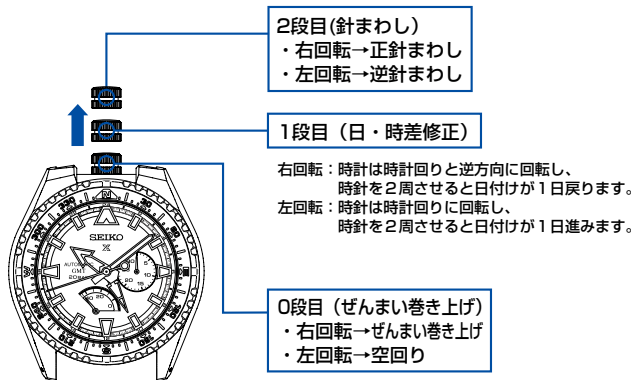 2段目(針まわし)
・右回転→正針まわし
・左回転→逆針まわし
1段目（日・時差修正）
右回転：時計は時計回りと逆方向に回転し、
時針を２周させると日付けが１日戻ります。
左回転：時針は時計回りに回転し、
時針を２周させると日付けが１日進みます。
0段目（ぜんまい巻き上げ）
・右回転→ぜんまい巻き上げ
・左回転→空回り
SEIKO
GMT